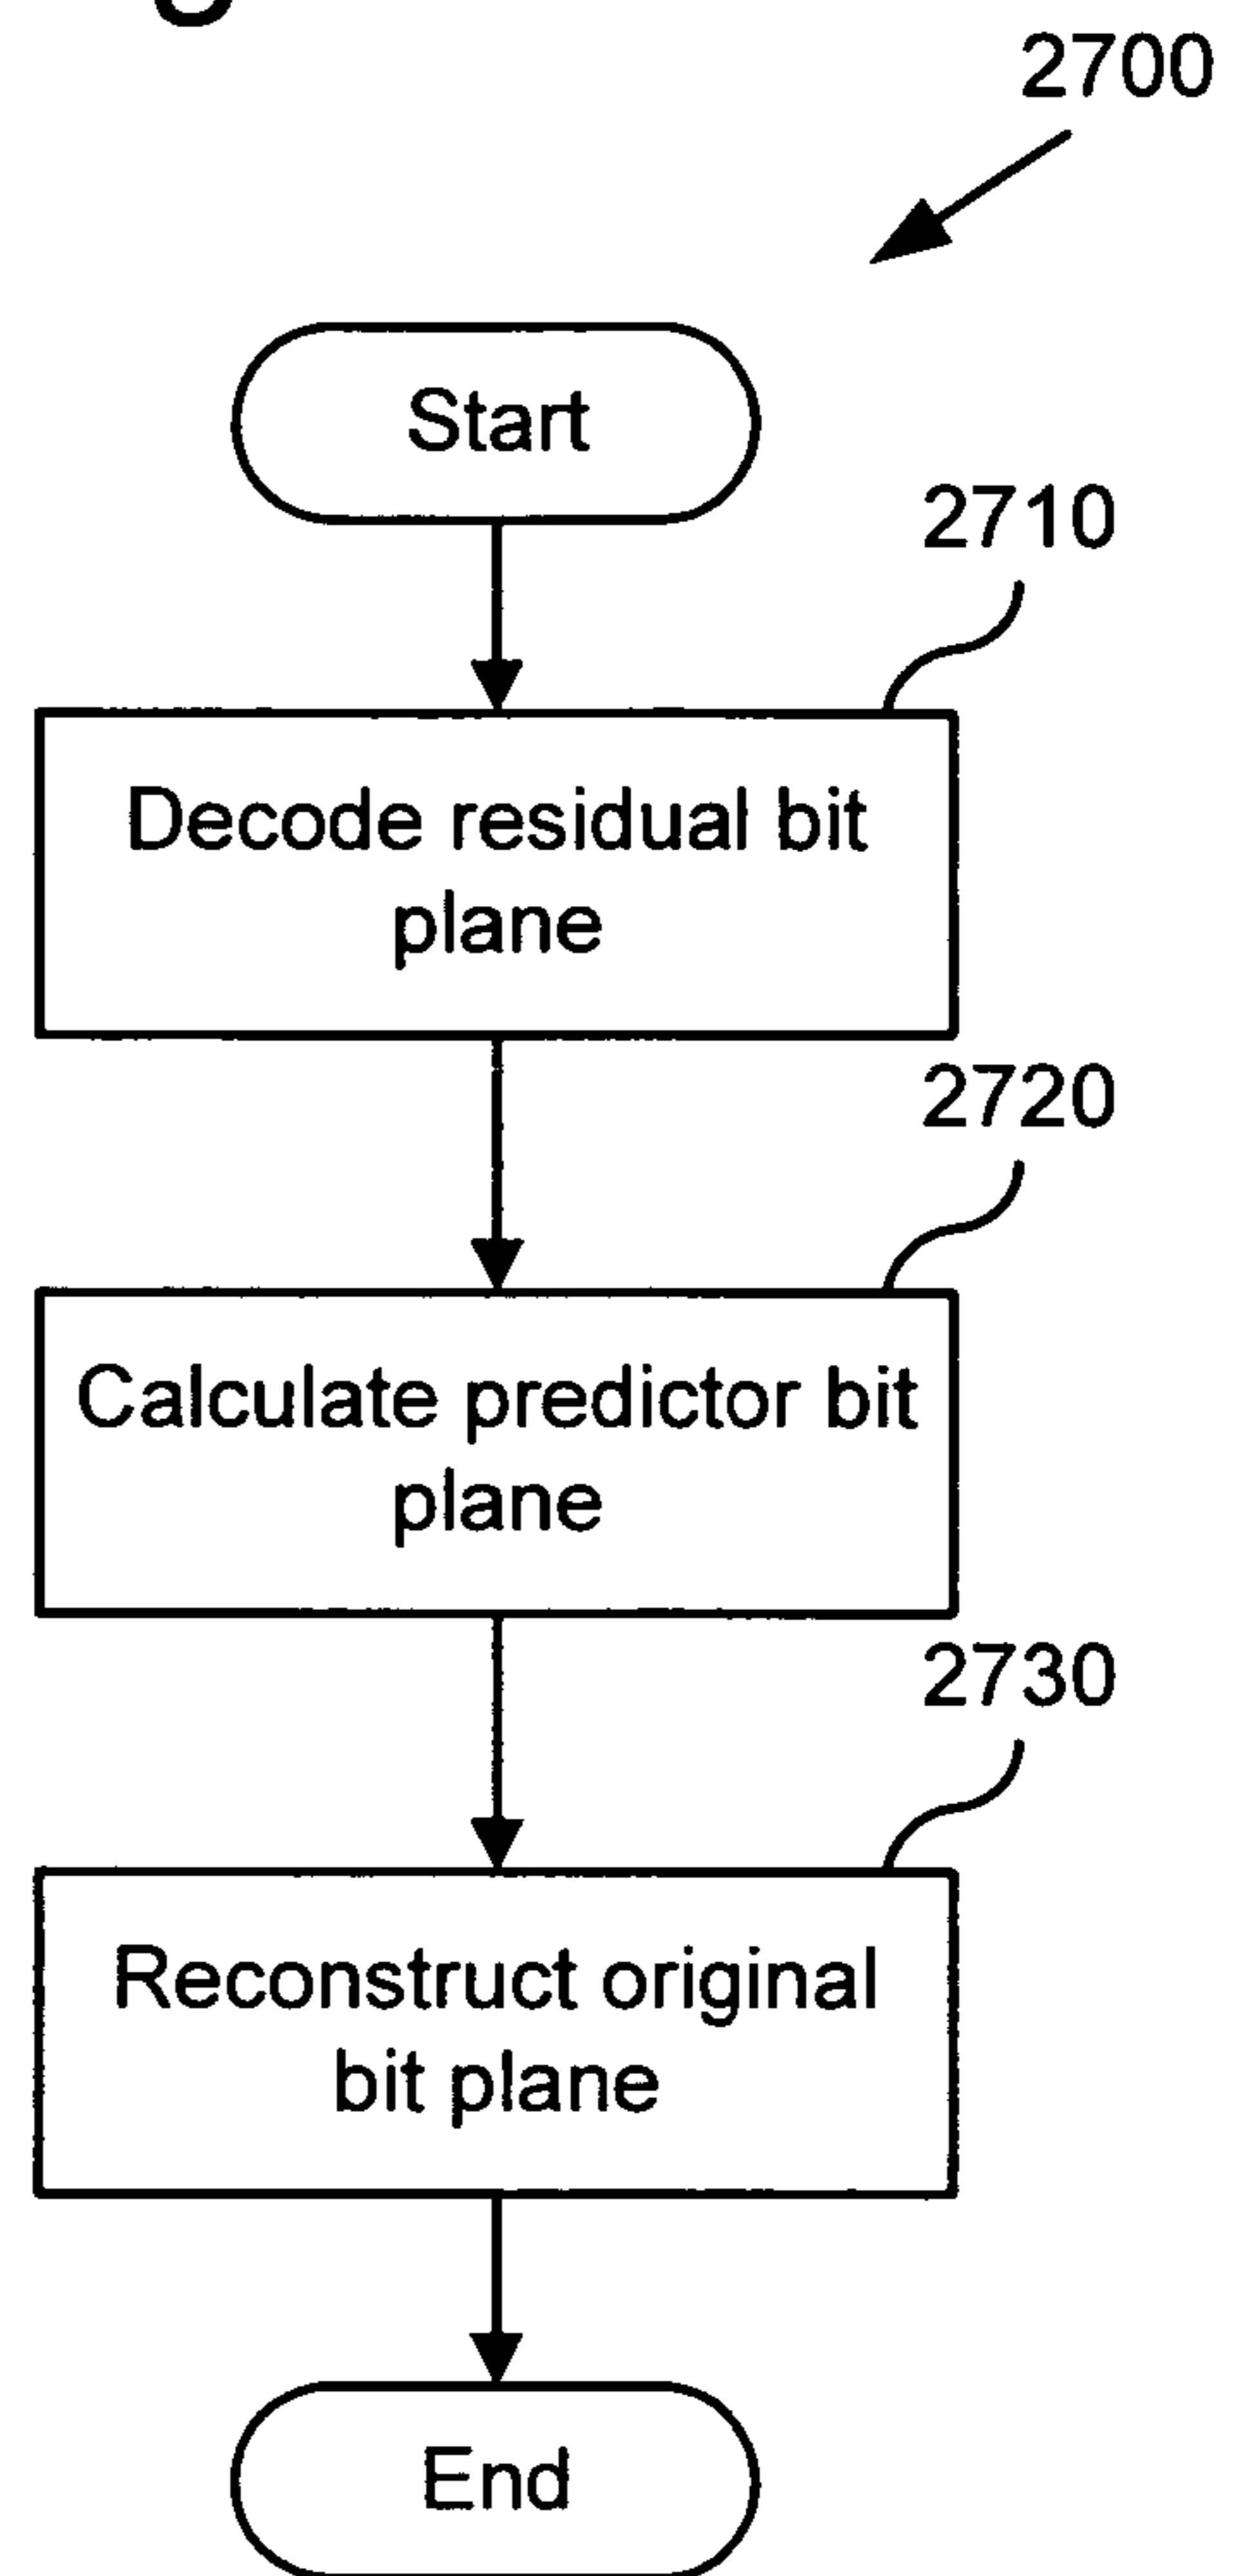 2700
Start
2710
Decode residual bit
plane
2720
Calculate predictor bit
plane
2730
Reconstruct original
bit plane
End